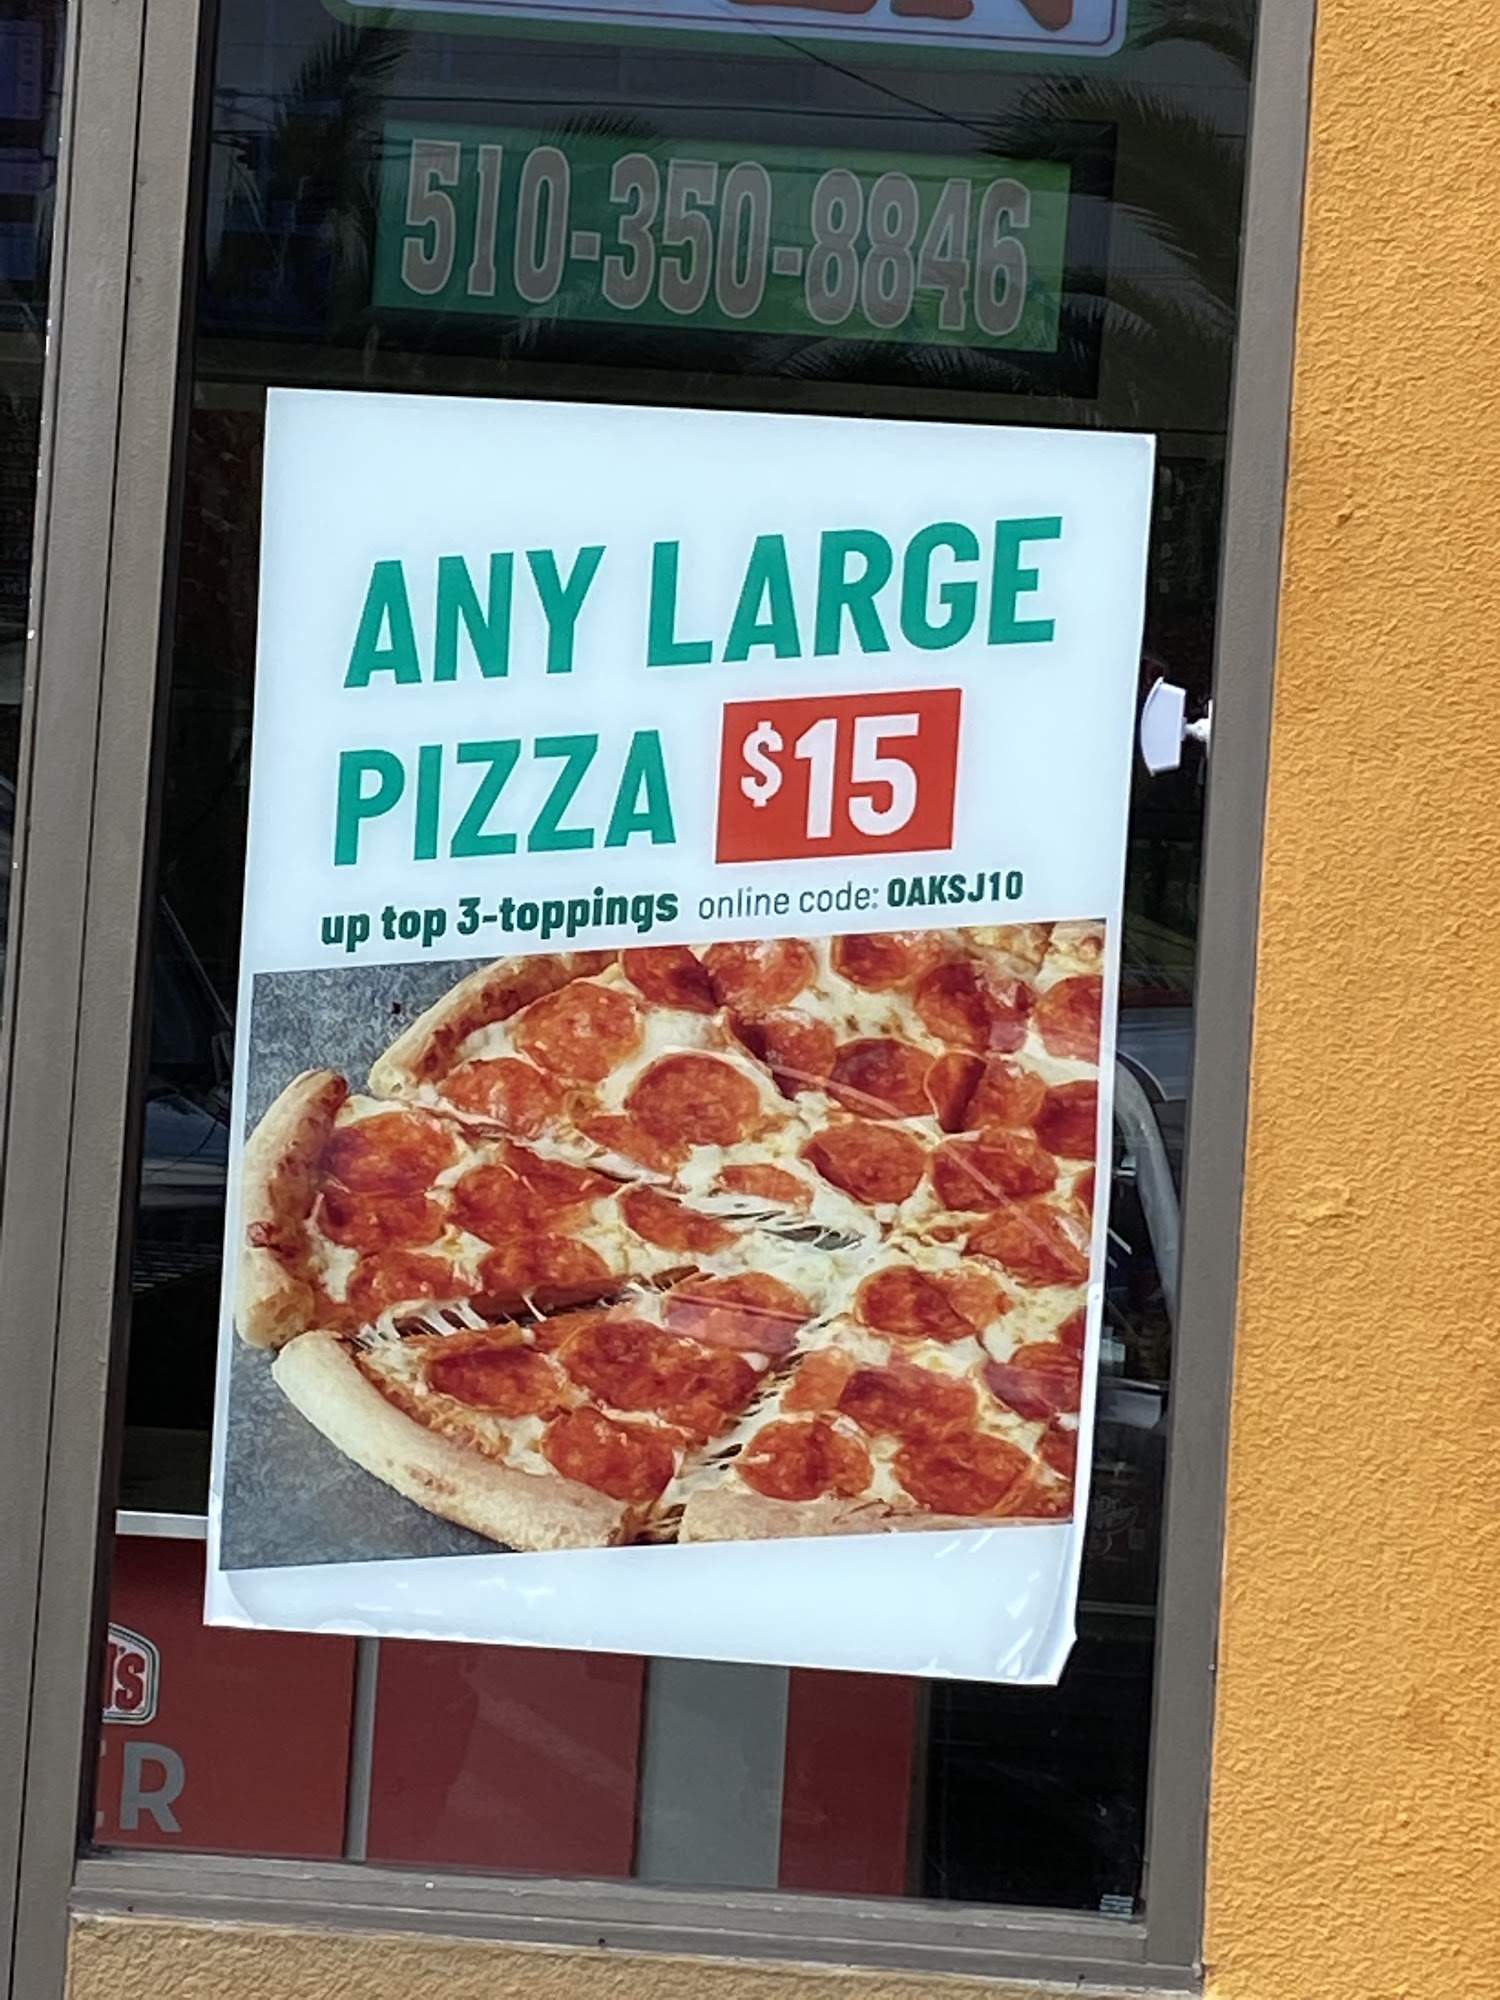 510-350-8846
ANY LARGE
PIZZA $15
up top 3-toppings online code: OAKSJ10